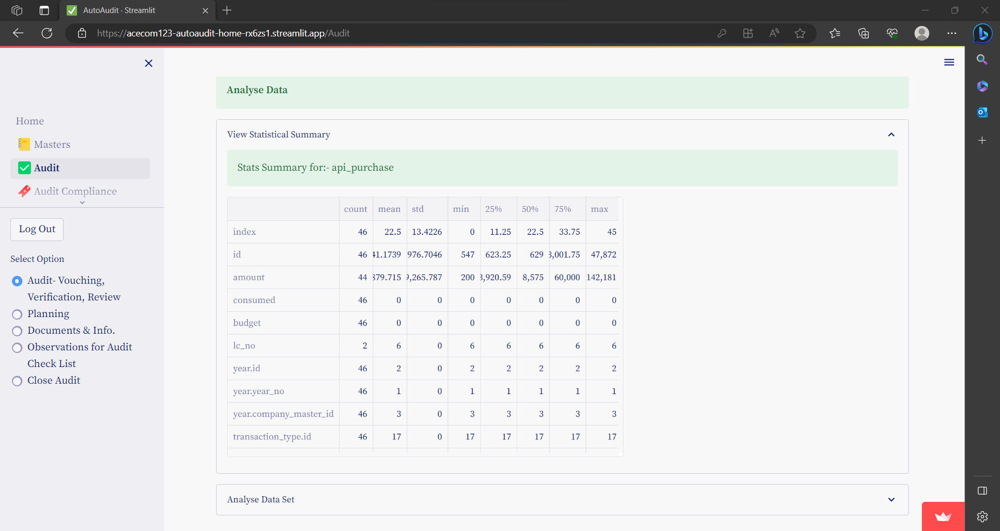 AutoAudit · Streamlit
https://acecom123-autoaudit-home-rx6zs1.streamlit.app/Audit
Home
Masters
Audit
Audit Compliance
Log Out
Select Option
Audit- Vouching,
Verification, Review
Planning
Documents & Info.
Observations for Audit
Check List
Close Audit
Analyse Data
View Statistical Summary
Stats Summary for:- api_purchase
count mean std min 25% 50% 75% max
index 46 22.5 13.4226 0 11.25 22.5 33.75 45
id 46 41.1739 976.7046 547 623.25 629 3,001.75 47,872
amount 44 379.715 9,265.787 200 3,920.59 8,575 60,000 142,181
consumed 46 0 0 0 0 0 0 0
budget 46 0 0 0 0 0 0 0
lc_no 2 6 0 6 6 6 6 6
year.id 46 2 0 2 2 2 2 2
year.year_no 46 1 0 1 1 1 1 1
year.company_master_id 46 3 0 3 3 3 3 3
transaction_type.id 46 17 0 17 17 17 17 17
Analyse Data Set